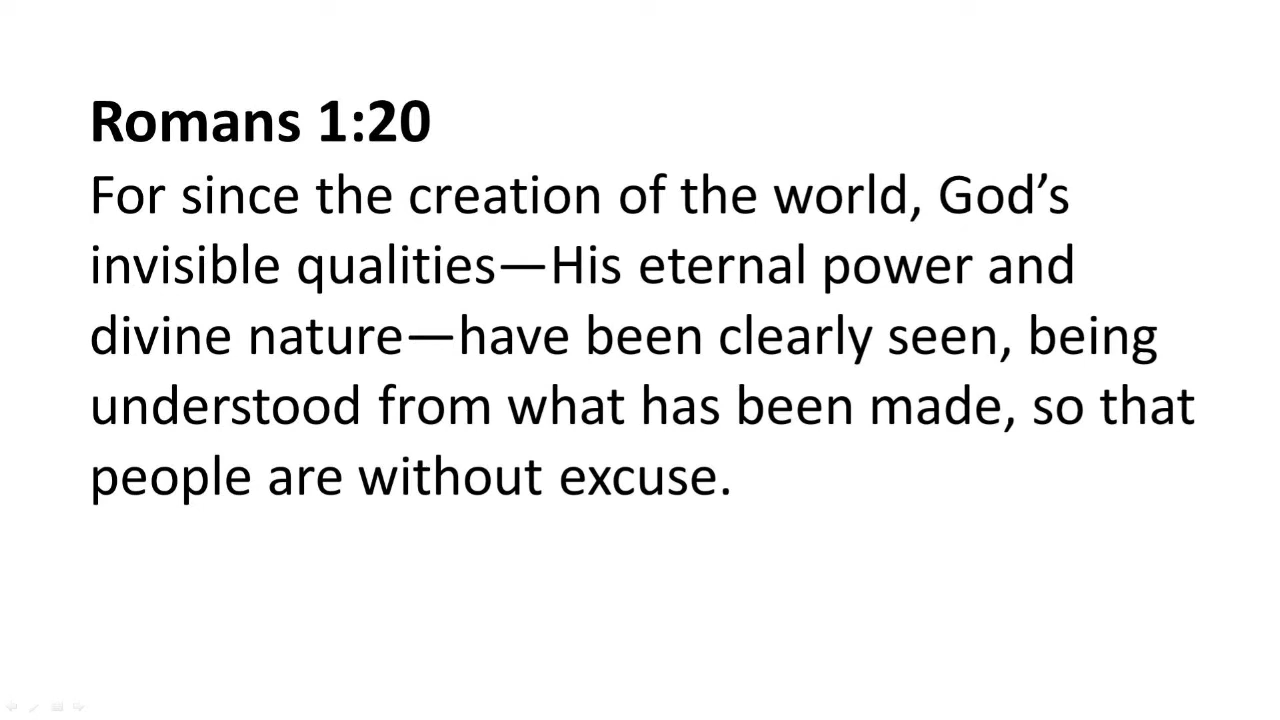 Romans 1:20
For since the creation of the world, God’s
invisible qualities—His eternal power and
divine nature—have been clearly seen, being
understood from what has been made, so that
people are without excuse.